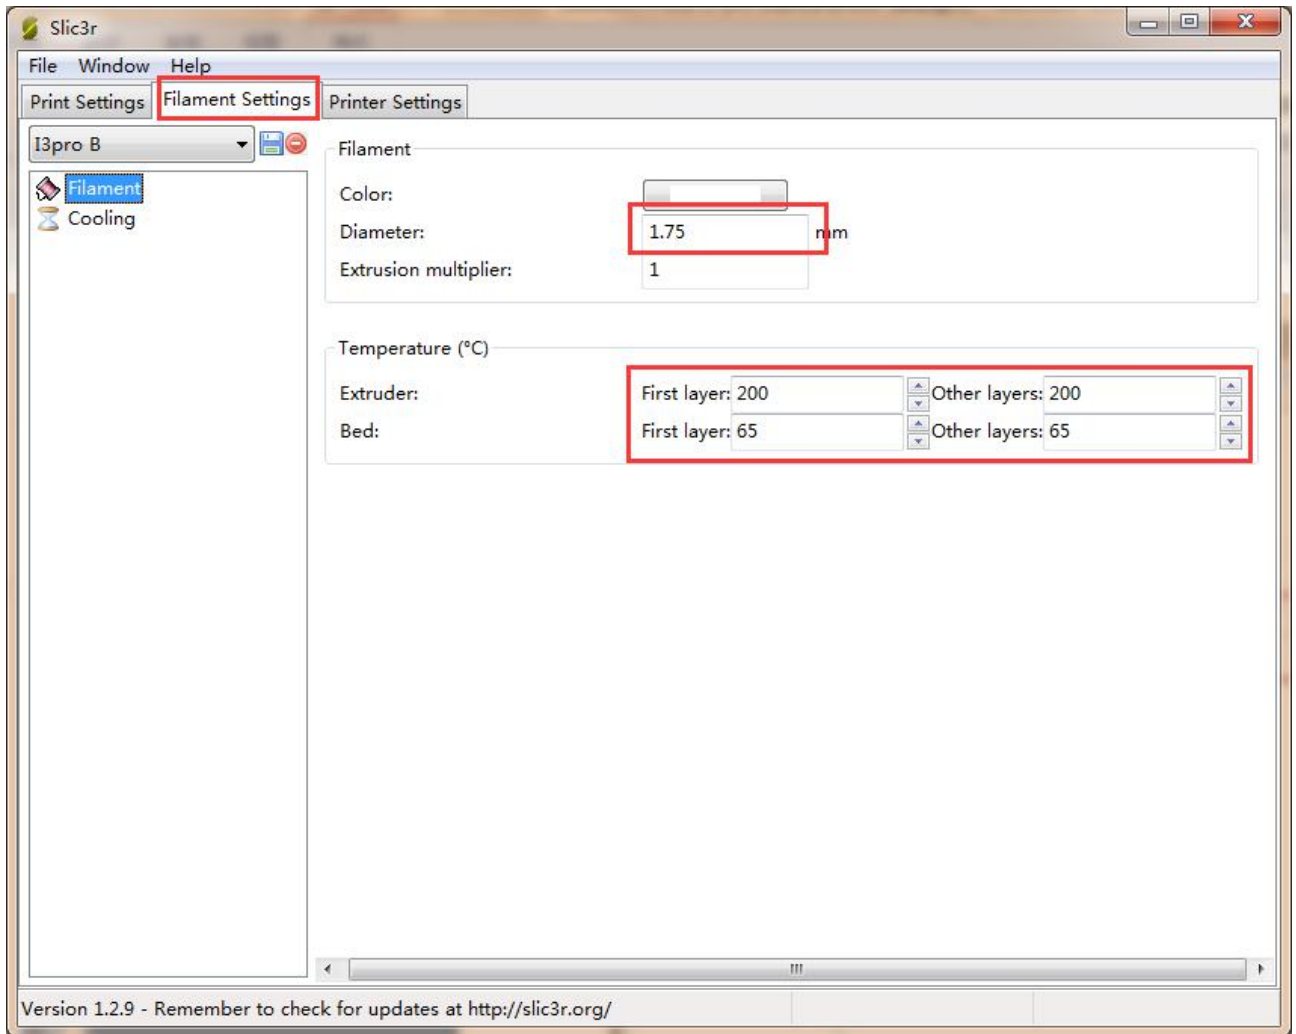 Slic3r
File Window Help
Print Settings Filament Settings Printer Settings
I3pro B
Filament
Cooling
Filament
Color:
Diameter: 1.75 mm
Extrusion multiplier: 1
Temperature (°C)
Extruder: First layer: 200 Other layers: 200
Bed: First layer: 65 Other layers: 65
Version 1.2.9 - Remember to check for updates at http://slic3r.org/